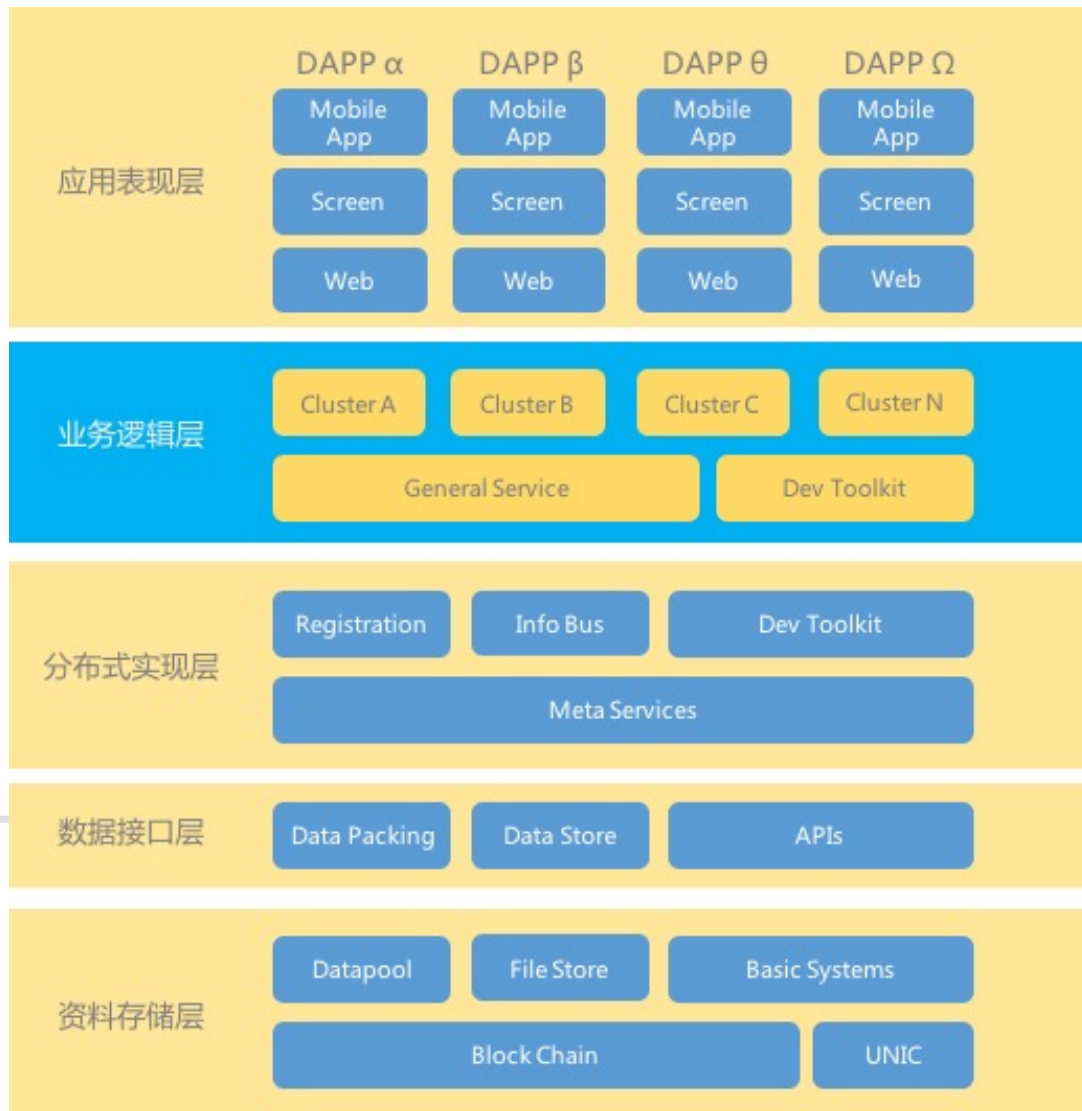 DAPP α DAPP β DAPP θ DAPP Ω
Mobile App Mobile App Mobile App Mobile App
应用表现层
Screen Screen Screen Screen
Web Web Web Web
Cluster A Cluster B Cluster C Cluster N
业务逻辑层
General Service Dev Toolkit
Registration Info Bus Dev Toolkit
分布式实现层
Meta Services
数据接口层
Data Packing Data Store APIs
Datapool File Store Basic Systems
资料存储层
Block Chain UNIC